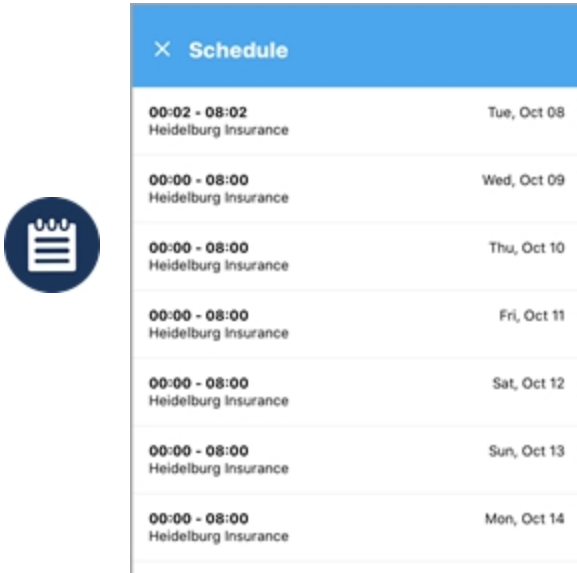 × Schedule
00:02 - 08:02 Tue, Oct 08
Heidelburg Insurance
00:00 - 08:00 Wed, Oct 09
Heidelburg Insurance
00:00 - 08:00 Thu, Oct 10
Heidelburg Insurance
00:00 - 08:00 Fri, Oct 11
Heidelburg Insurance
00:00 - 08:00 Sat, Oct 12
Heidelburg Insurance
00:00 - 08:00 Sun, Oct 13
Heidelburg Insurance
00:00 - 08:00 Mon, Oct 14
Heidelburg Insurance